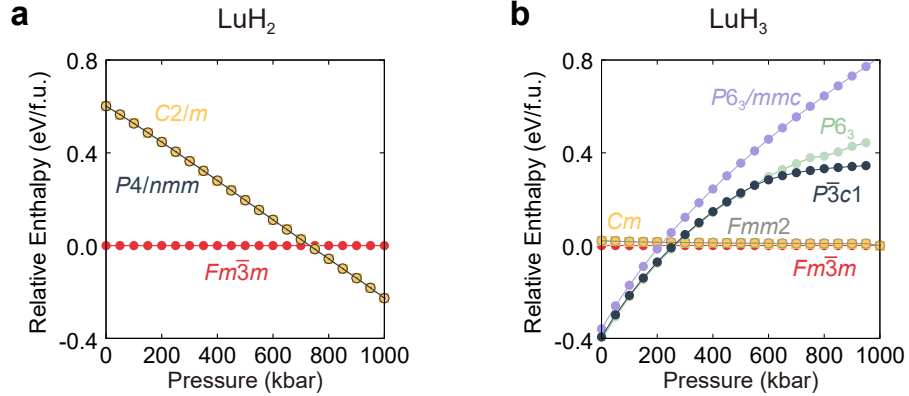 a
LuH₂
0.8
0.4
0.0
-0.4
0 200 400 600 800 1000
Relative Enthalpy (eV/f.u.)
Pressure (kbar)
C2/m
P4/nmm
Fm3̅m
b
LuH₃
0.8
0.4
0.0
-0.4
0 200 400 600 800 1000
Relative Enthalpy (eV/f.u.)
Pressure (kbar)
P6₃/mmc
P6₃
P3̅c1
Cm
Fmm2
Fm3̅m